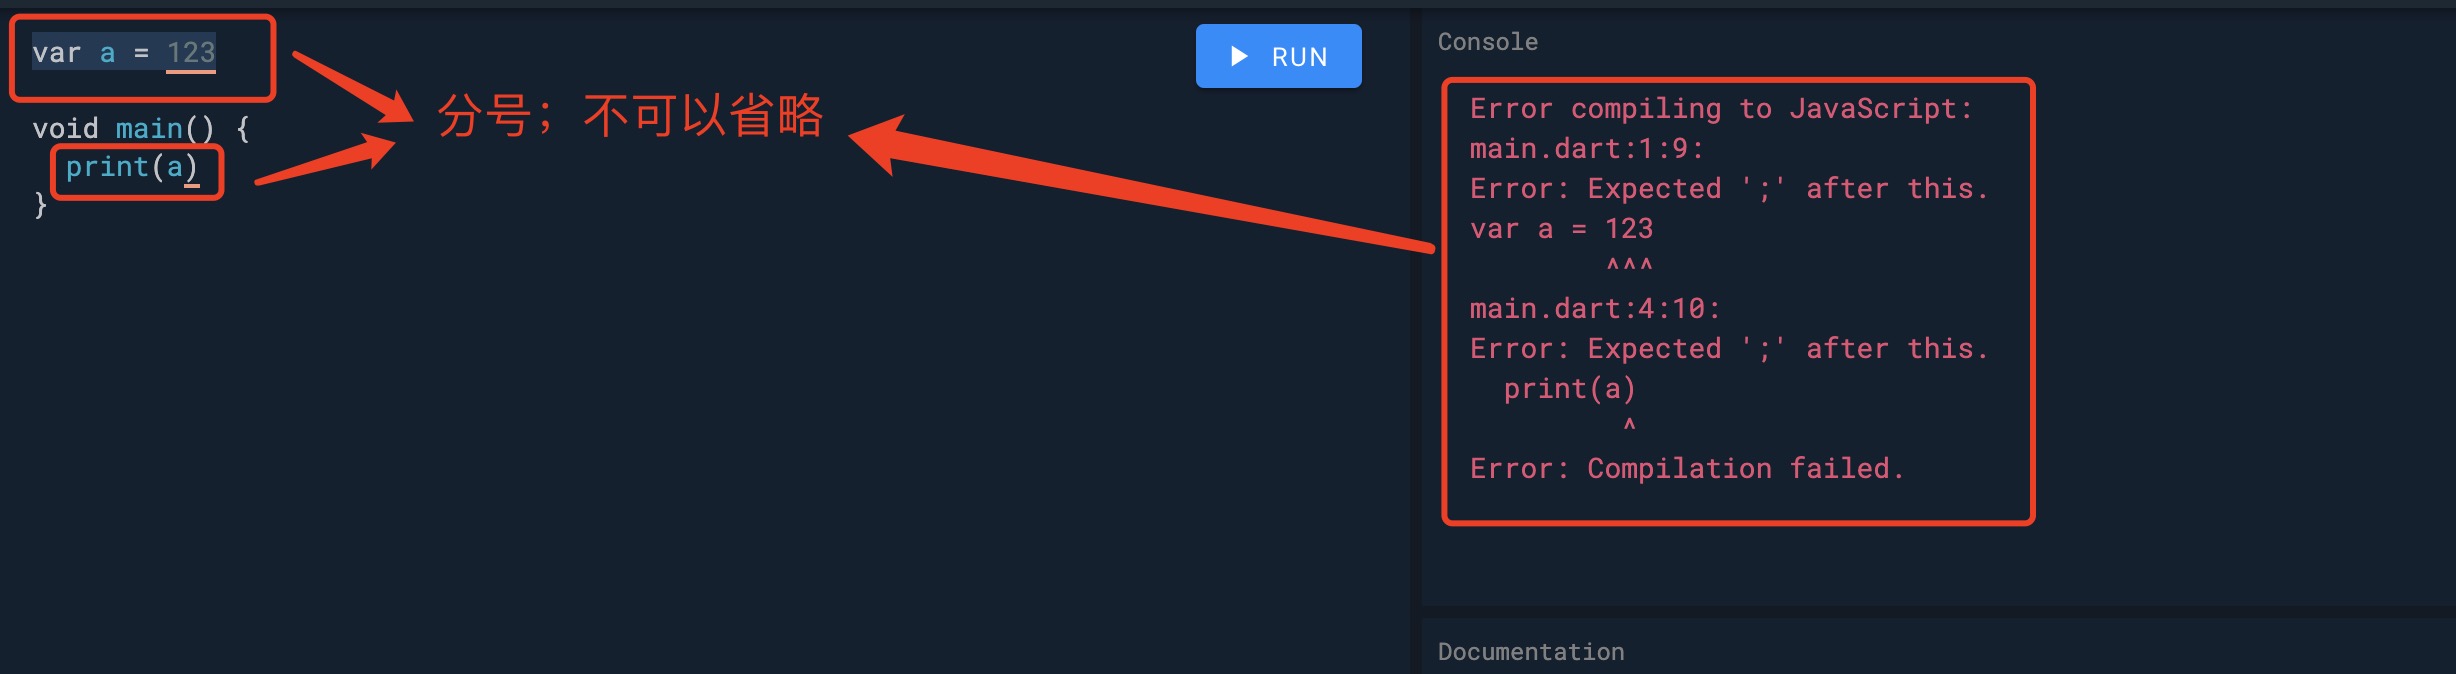 var a = 123
void main() {
print(a)
}
分号；不可以省略
RUN
Console
Error compiling to JavaScript:
main.dart:1:9:
Error: Expected ';' after this.
var a = 123
^^^
main.dart:4:10:
Error: Expected ';' after this.
print(a)
^
Error: Compilation failed.
Documentation